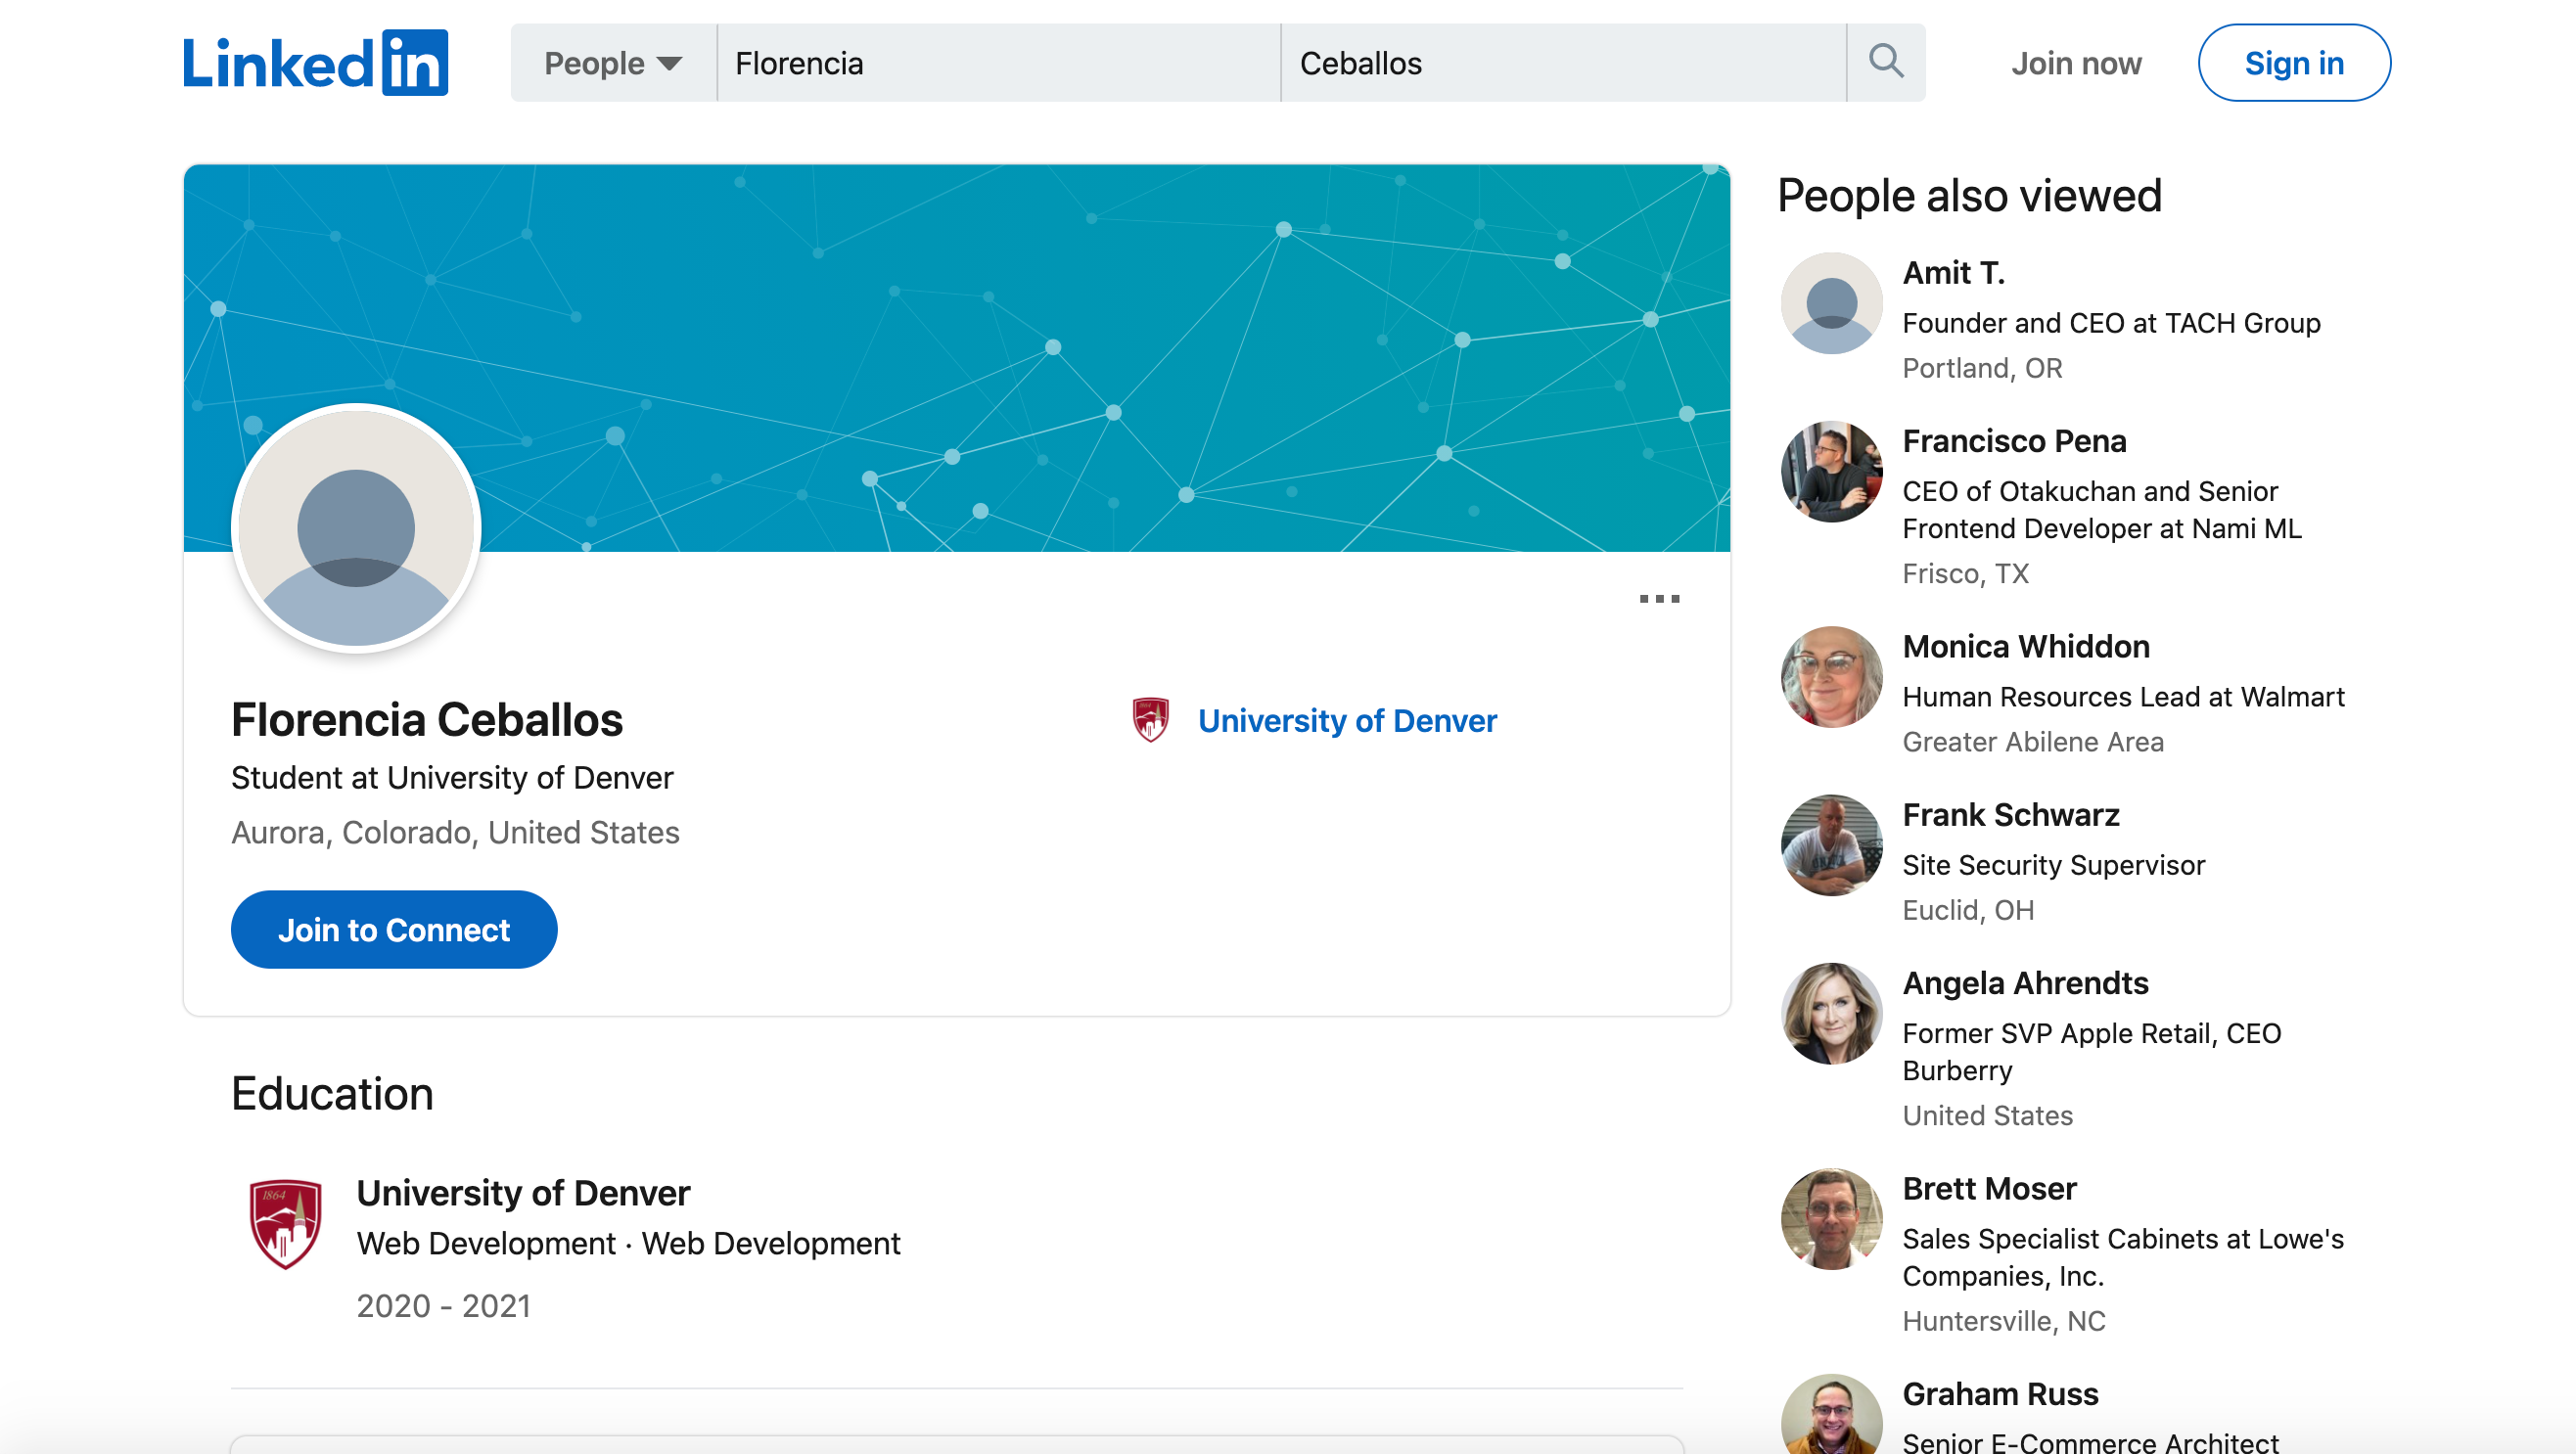 Linked in
People
Florencia
Ceballos
Join now
Sign in
Florencia Ceballos
Student at University of Denver
Aurora, Colorado, United States
Join to Connect
University of Denver
Education
1864
University of Denver
Web Development · Web Development
2020 - 2021
People also viewed
Amit T.
Founder and CEO at TACH Group
Portland, OR
Francisco Pena
CEO of Otakuchan and Senior
Frontend Developer at Nami ML
Frisco, TX
Monica Whiddon
Human Resources Lead at Walmart
Greater Abilene Area
Frank Schwarz
Site Security Supervisor
Euclid, OH
Angela Ahrendts
Former SVP Apple Retail, CEO
Burberry
United States
Brett Moser
Sales Specialist Cabinets at Lowe's
Companies, Inc.
Huntersville, NC
Graham Russ
Senior E-Commerce Architect